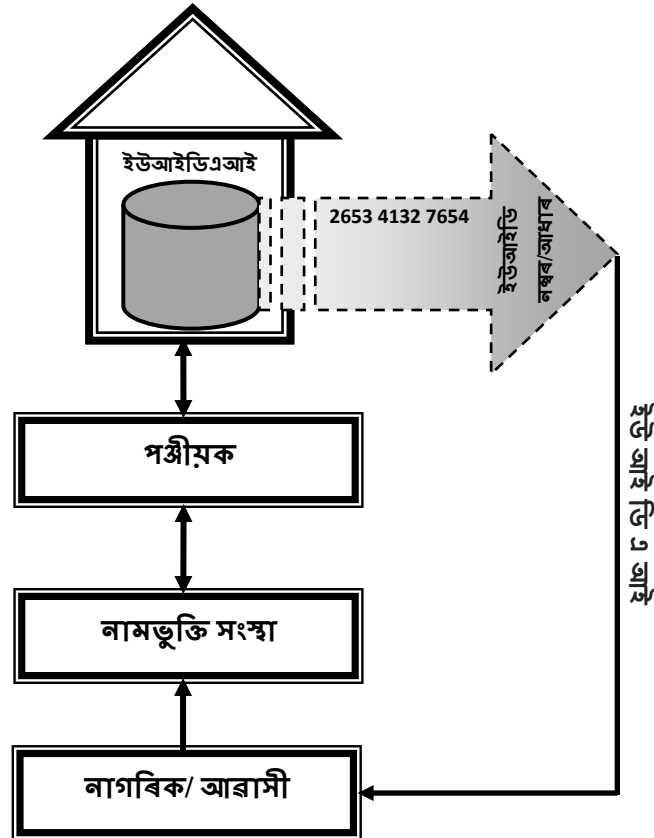 ইউআইডিএআই
2653 4132 7654
ইউআইডি
নম্বৰ/আধাৰ
ইউ আই ডি এ আই
পঞ্জীয়ক
নামভুক্তি সংস্থা
নাগৰিক/ আৱাসী